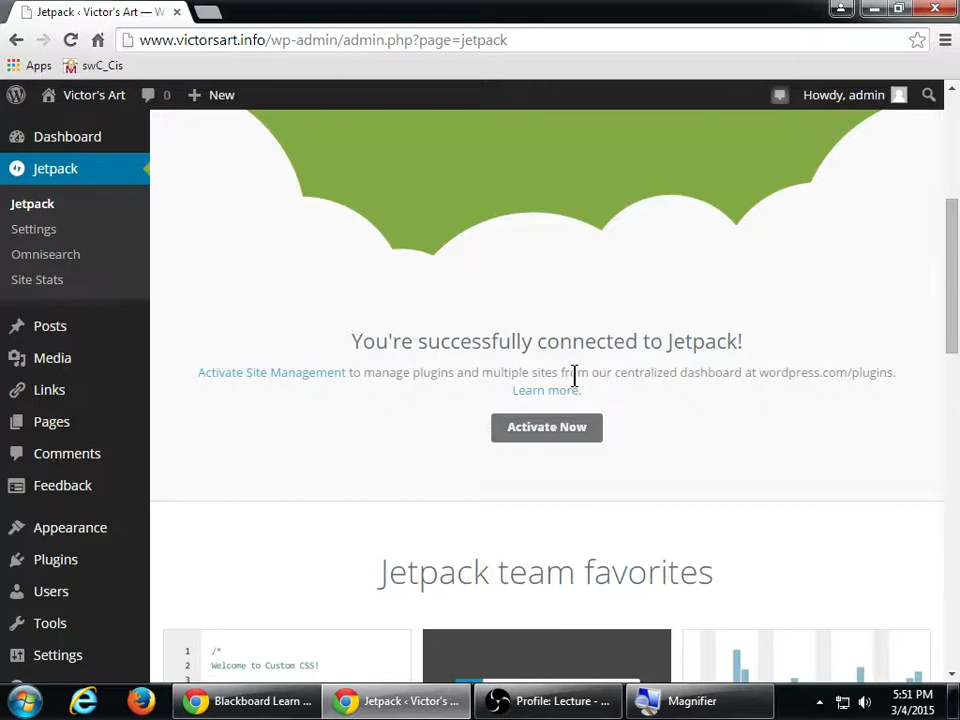 Jetpack ‹ Victor's Art — W
www.victorsart.info/wp-admin/admin.php?page=jetpack
Apps
swC_Cis
Victor's Art
0
New
Howdy, admin
Dashboard
Jetpack
Jetpack
Settings
Omnisearch
Site Stats
Posts
Media
Links
Pages
Comments
Feedback
Appearance
Plugins
Users
Tools
Settings
You're successfully connected to Jetpack!
Activate Site Management to manage plugins and multiple sites from our centralized dashboard at wordpress.com/plugins.
Learn more.
Activate Now
Jetpack team favorites
1 /*
2 Welcome to Custom CSS!
3
Blackboard Learn ...
Jetpack ‹ Victor's ...
Profile: Lecture - ...
Magnifier
5:51 PM
3/4/2015